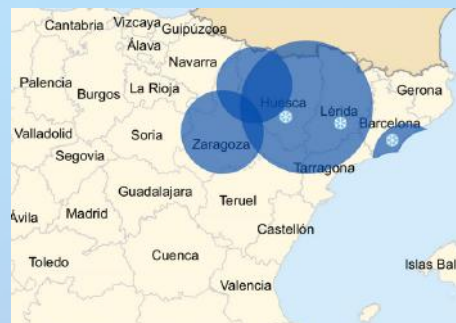 Cantabria
Vizcaya
Guipúzcoa
Álava
Navarra
Palencia
Burgos
La Rioja
Huesca
Lérida
Gerona
Barcelona
Valladolid
Soria
Zaragoza
Segovia
Tarragona
Guadalajara
Teruel
Ávila
Madrid
Castellón
Toledo
Cuenca
Valencia
Islas Bal